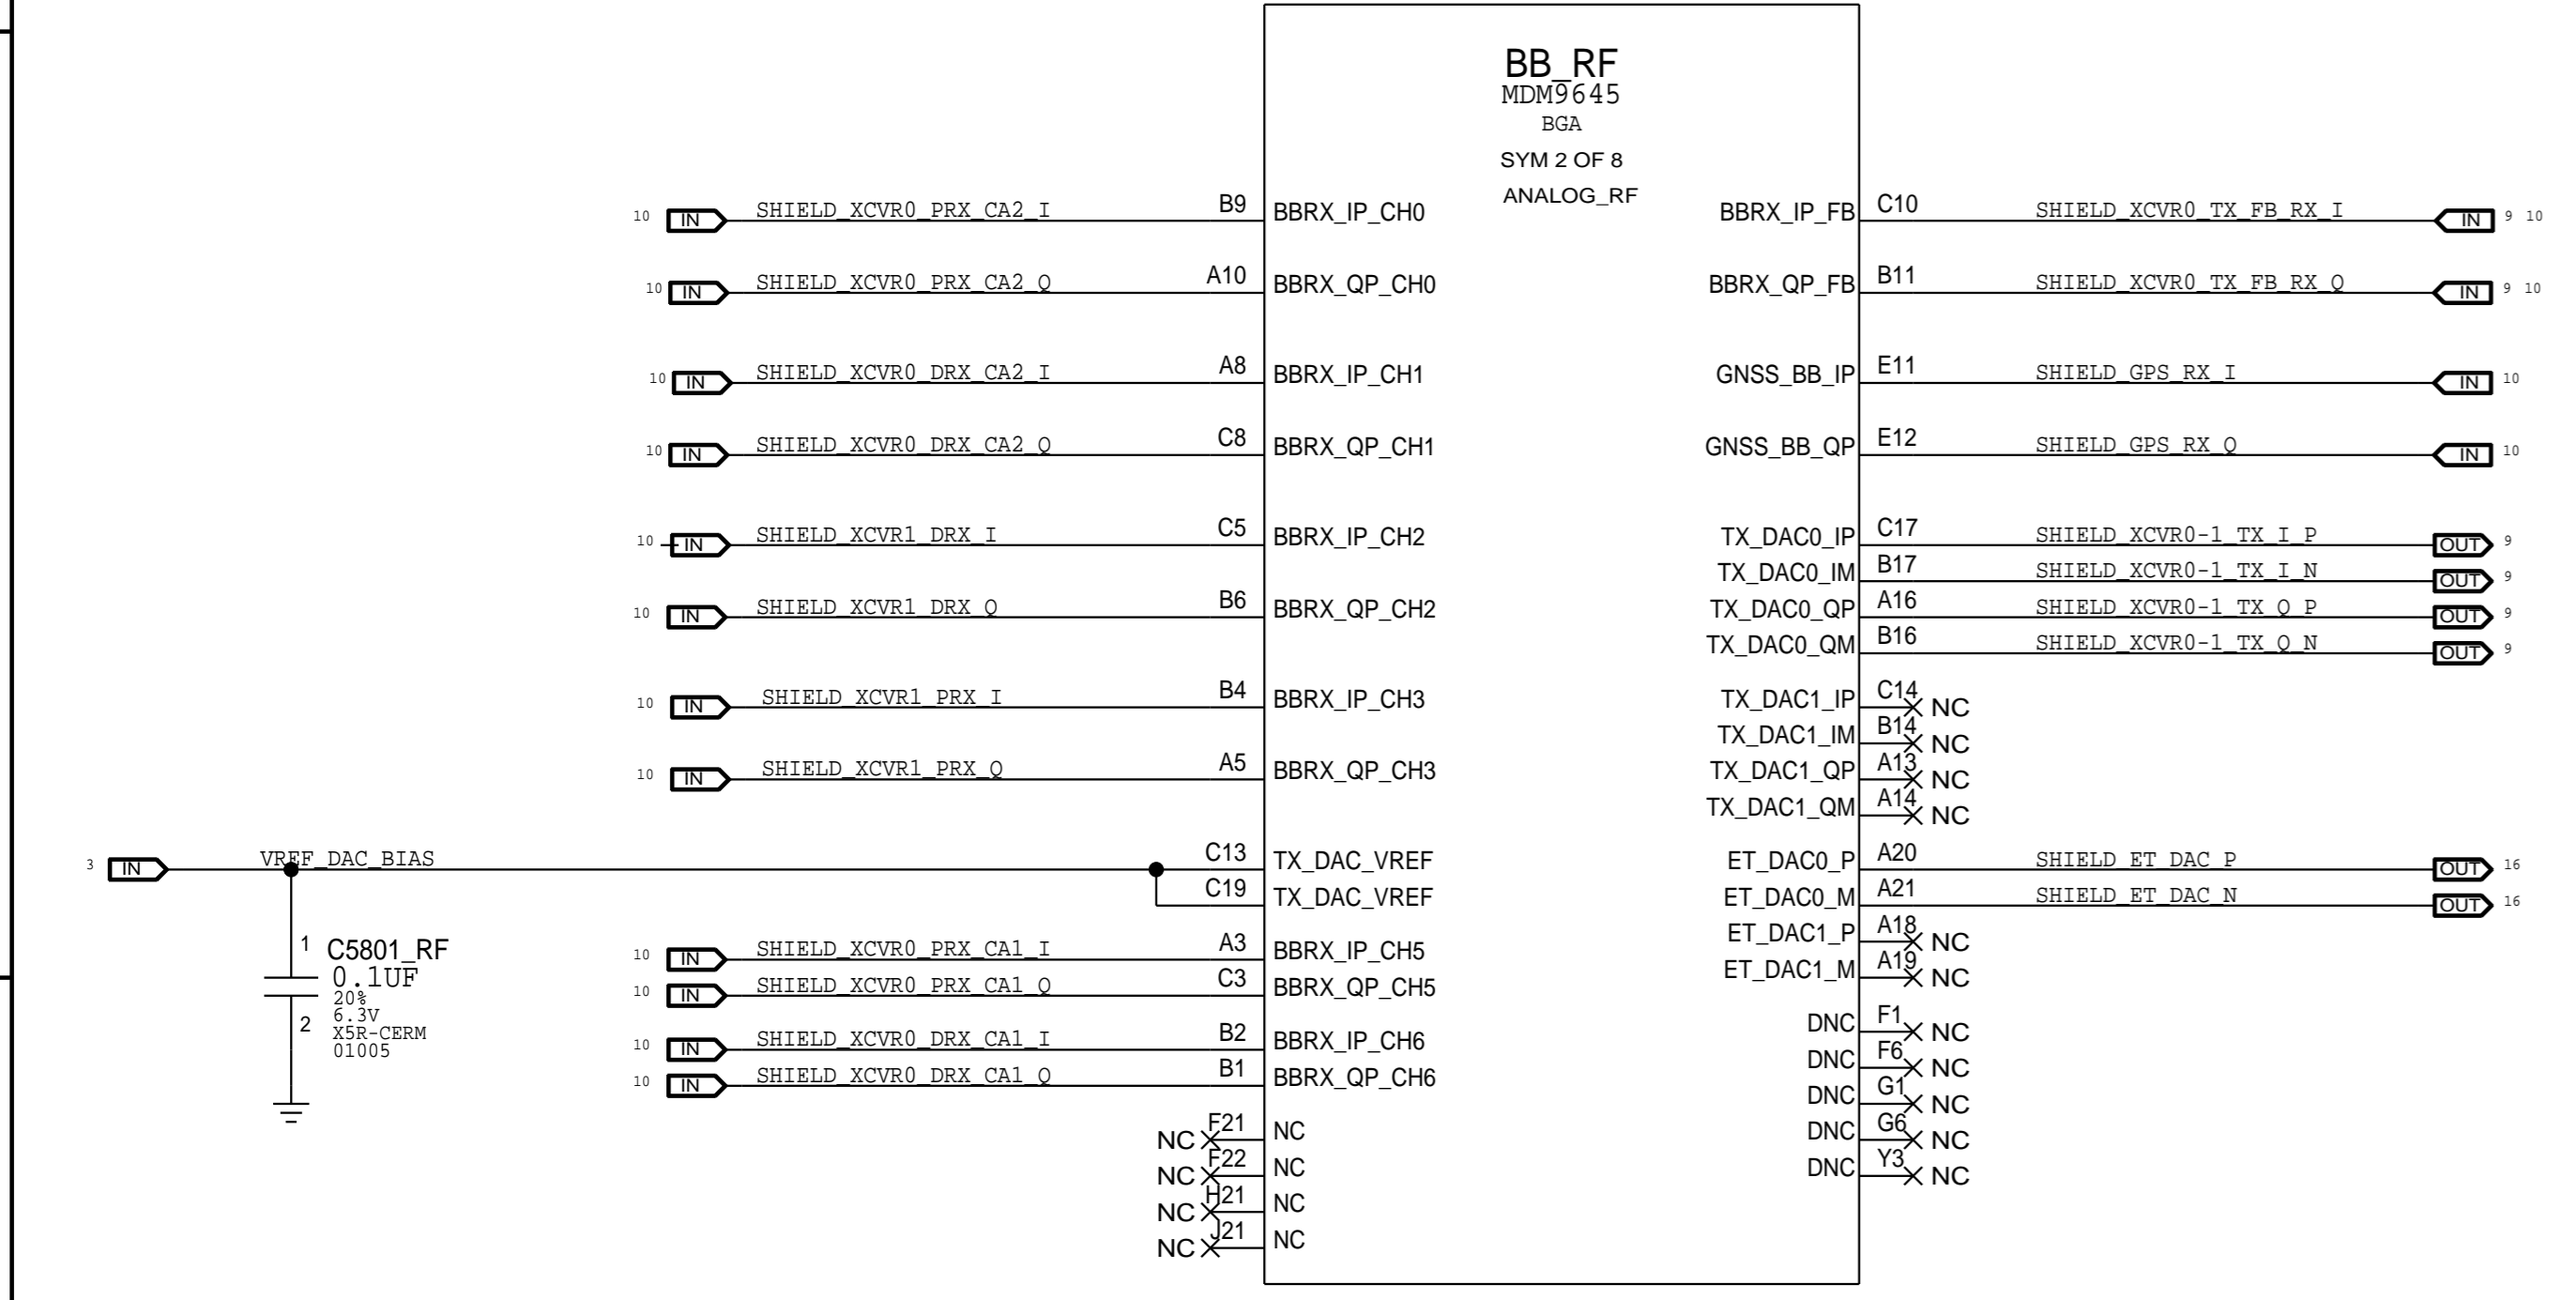 BB_RF
MDM9645
BGA
SYM 2 OF 8
ANALOG_RF
10 IN SHIELD_XCVR0_PRX_CA2_I B9 BBRX_IP_CH0 BBRX_IP_FB C10 SHIELD_XCVR0_TX_FB_RX_I IN 9 10
10 IN SHIELD_XCVR0_PRX_CA2_Q A10 BBRX_QP_CH0 BBRX_QP_FB B11 SHIELD_XCVR0_TX_FB_RX_Q IN 9 10
10 IN SHIELD_XCVR0_DRX_CA2_I A8 BBRX_IP_CH1 GNSS_BB_IP E11 SHIELD_GPS_RX_I IN 10
10 IN SHIELD_XCVR0_DRX_CA2_Q C8 BBRX_QP_CH1 GNSS_BB_QP E12 SHIELD_GPS_RX_Q IN 10
10 IN SHIELD_XCVR1_DRX_I C5 BBRX_IP_CH2 TX_DAC0_IP C17 SHIELD_XCVR0-1_TX_I_P OUT 9
TX_DAC0_IM B17 SHIELD_XCVR0-1_TX_I_N OUT 9
10 IN SHIELD_XCVR1_DRX_Q B6 BBRX_QP_CH2 TX_DAC0_QP A16 SHIELD_XCVR0-1_TX_Q_P OUT 9
TX_DAC0_QM B16 SHIELD_XCVR0-1_TX_Q_N OUT 9
10 IN SHIELD_XCVR1_PRX_I B4 BBRX_IP_CH3 TX_DAC1_IP C14 NC
TX_DAC1_IM B14 NC
10 IN SHIELD_XCVR1_PRX_Q A5 BBRX_QP_CH3 TX_DAC1_QP A13 NC
TX_DAC1_QM A14 NC
3 IN VREF_DAC_BIAS C13 TX_DAC_VREF ET_DAC0_P A20 SHIELD_ET_DAC_P OUT 16
C19 TX_DAC_VREF ET_DAC0_M A21 SHIELD_ET_DAC_N OUT 16
ET_DAC1_P A18 NC
1 C5801_RF 10 IN SHIELD_XCVR0_PRX_CA1_I A3 BBRX_IP_CH5
0.1UF ET_DAC1_M A19 NC
20% 10 IN SHIELD_XCVR0_PRX_CA1_Q C3 BBRX_QP_CH5
6.3V
2 X5R-CERM DNC F1 NC
01005 10 IN SHIELD_XCVR0_DRX_CA1_I B2 BBRX_IP_CH6
DNC F6 NC
10 IN SHIELD_XCVR0_DRX_CA1_Q B1 BBRX_QP_CH6
DNC G1 NC
NC F21 NC DNC G6 NC
NC F22 NC DNC Y3 NC
NC H21 NC
NC J21 NC